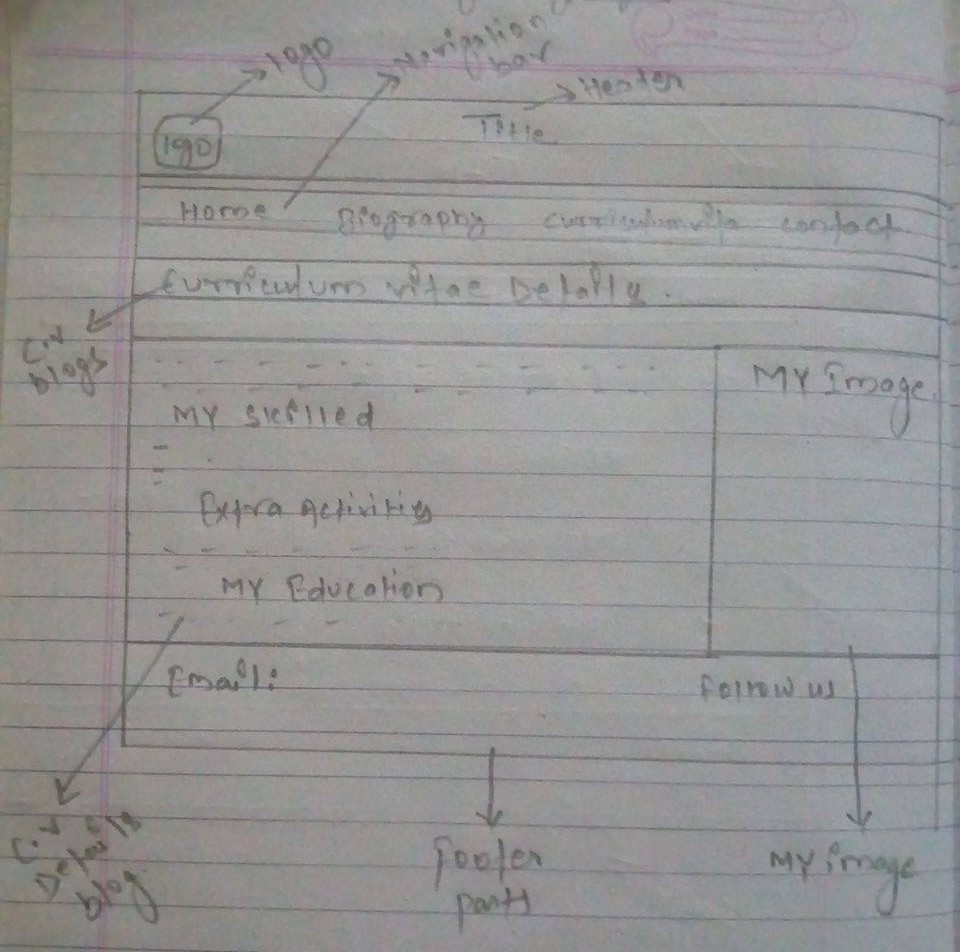 logo
Navigation
bar
Header
logo
Title
Home Biography curriculum vita contact
Curriculum vitae Details.
C.V
blogs
MY Image
MY Skilled
Extra Activities
MY Education
Email:
Follow us
C.V
Details
blog
Footer
parts
MY image